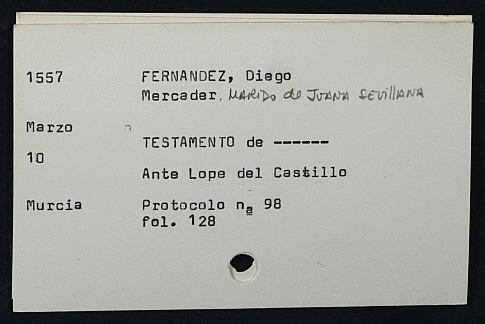 1557 FERNANDEZ, Diego
Mercader, MARIDO de JUANA SEVILLANA
Marzo
TESTAMENTO de ------
10
Ante Lope del Castillo
Murcia Protocolo nª 98
fol. 128